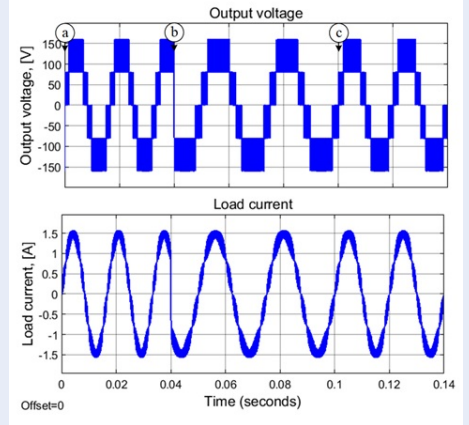 Output voltage
a
b
c
Output voltage, [V]
150
100
50
0
-50
-100
-150
Load current
Load current, [A]
1.5
1
0.5
0
-0.5
-1
-1.5
0
0.02
0.04
0.06
0.08
0.1
0.12
0.14
Offset=0
Time (seconds)